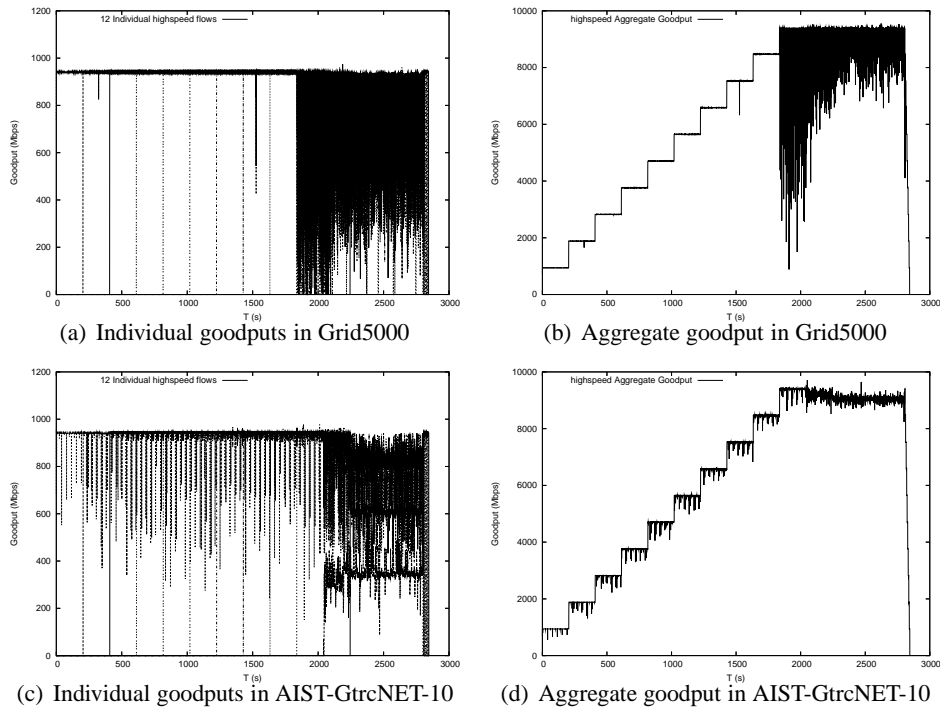 12 Individual highspeed flows
1200
1000
800
600
400
200
0
Goodput (Mbps)
0 500 1000 1500 2000 2500 3000
T (s)
(a) Individual goodputs in Grid5000
highspeed Aggregate Goodput
10000
8000
6000
4000
2000
0
Goodput (Mbps)
0 500 1000 1500 2000 2500 3000
T (s)
(b) Aggregate goodput in Grid5000
12 Individual highspeed flows
1200
1000
800
600
400
200
0
Goodput (Mbps)
0 500 1000 1500 2000 2500 3000
T (s)
(c) Individual goodputs in AIST-GtrcNET-10
highspeed Aggregate Goodput
10000
8000
6000
4000
2000
0
Goodput (Mbps)
0 500 1000 1500 2000 2500 3000
T (s)
(d) Aggregate goodput in AIST-GtrcNET-10